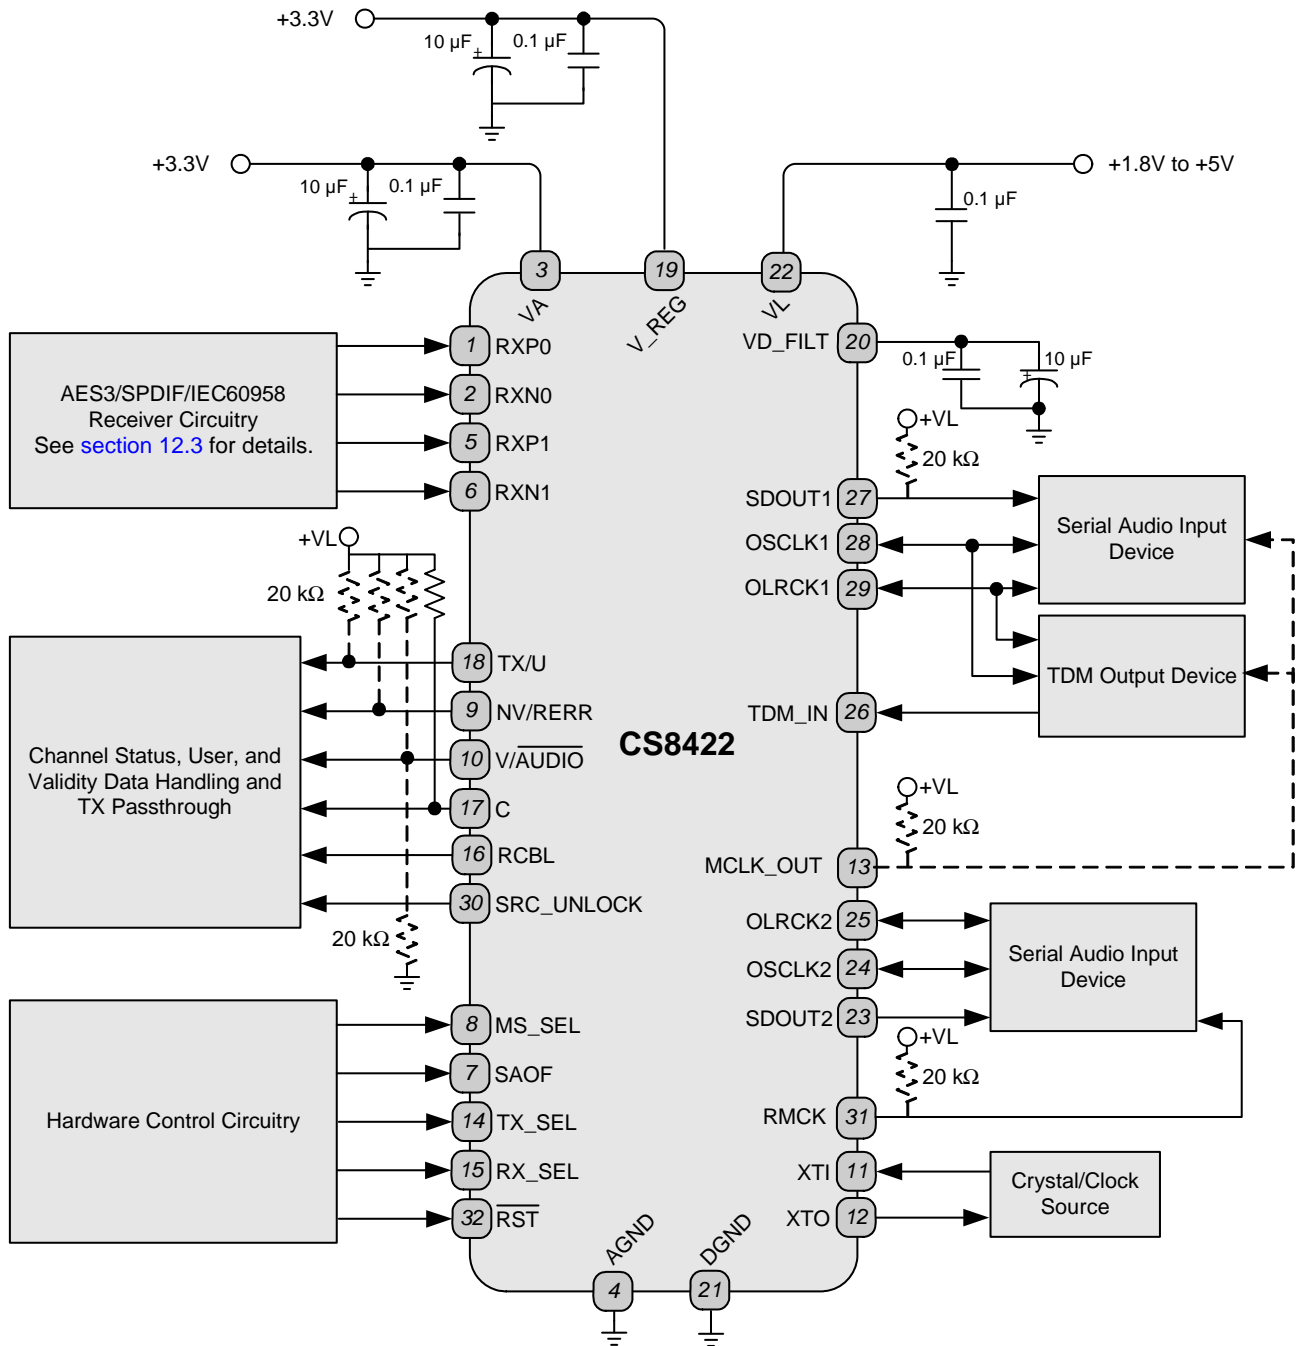 +3.3V
10 µF
+
0.1 µF
+3.3V
10 µF
+
0.1 µF
+1.8V to +5V
0.1 µF
3
19
22
VA
V_REG
VL
AES3/SPDIF/IEC60958
Receiver Circuitry
See section 12.3 for details.
1 RXP0
2 RXN0
5 RXP1
6 RXN1
VD_FILT 20
0.1 µF
10 µF
+
+VL
20 kΩ
SDOUT1 27
OSCLK1 28
OLRCK1 29
Serial Audio Input
Device
TDM Output Device
TDM_IN 26
+VL
20 kΩ
Channel Status, User, and
Validity Data Handling and
TX Passthrough
18 TX/U
9 NV/RERR
10 V/AUDIO
17 C
16 RCBL
30 SRC_UNLOCK
20 kΩ
CS8422
+VL
20 kΩ
MCLK_OUT 13
OLRCK2 25
OSCLK2 24
SDOUT2 23
Serial Audio Input
Device
+VL
20 kΩ
RMCK 31
XTI 11
XTO 12
Crystal/Clock
Source
Hardware Control Circuitry
8 MS_SEL
7 SAOF
14 TX_SEL
15 RX_SEL
32 RST
AGND
DGND
4
21